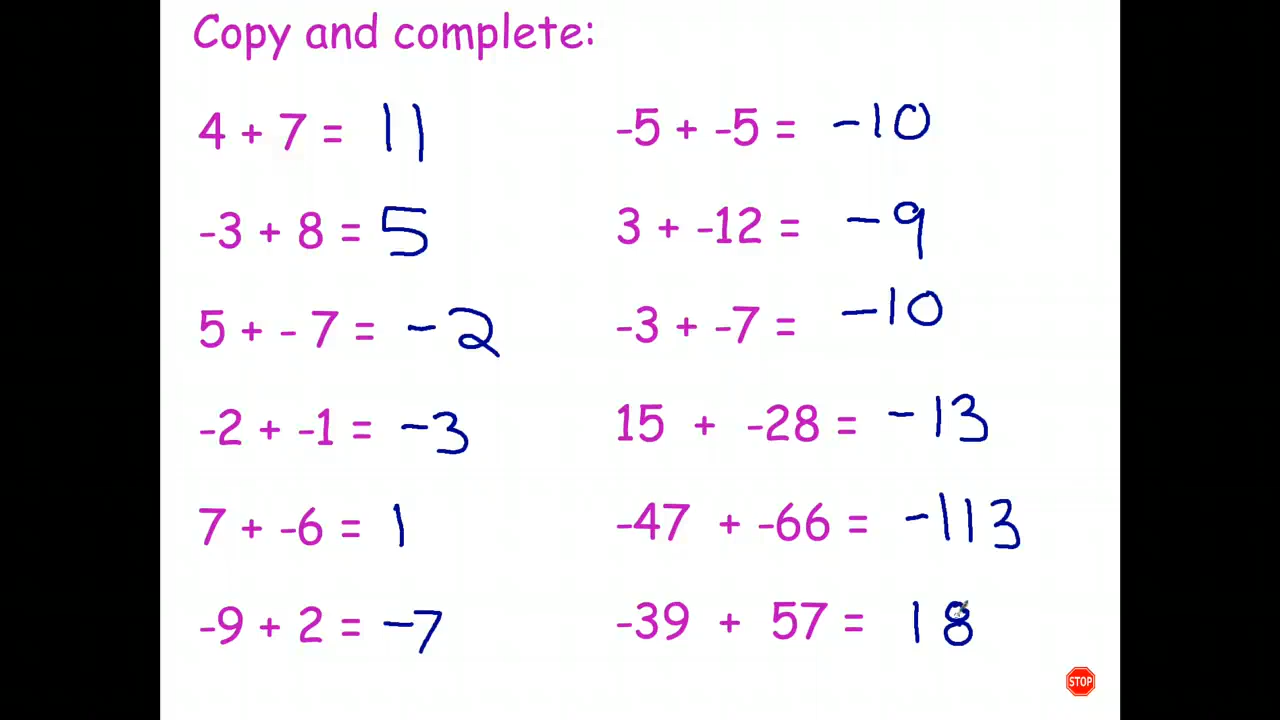 Copy and complete:
4 + 7 = 11
-3 + 8 = 5
5 + - 7 = -2
-2 + -1 = -3
7 + -6 = 1
-9 + 2 = -7
-5 + -5 = -10
3 + -12 = -9
-3 + -7 = -10
15 + -28 = -13
-47 + -66 = -113
-39 + 57 = 18
STOP